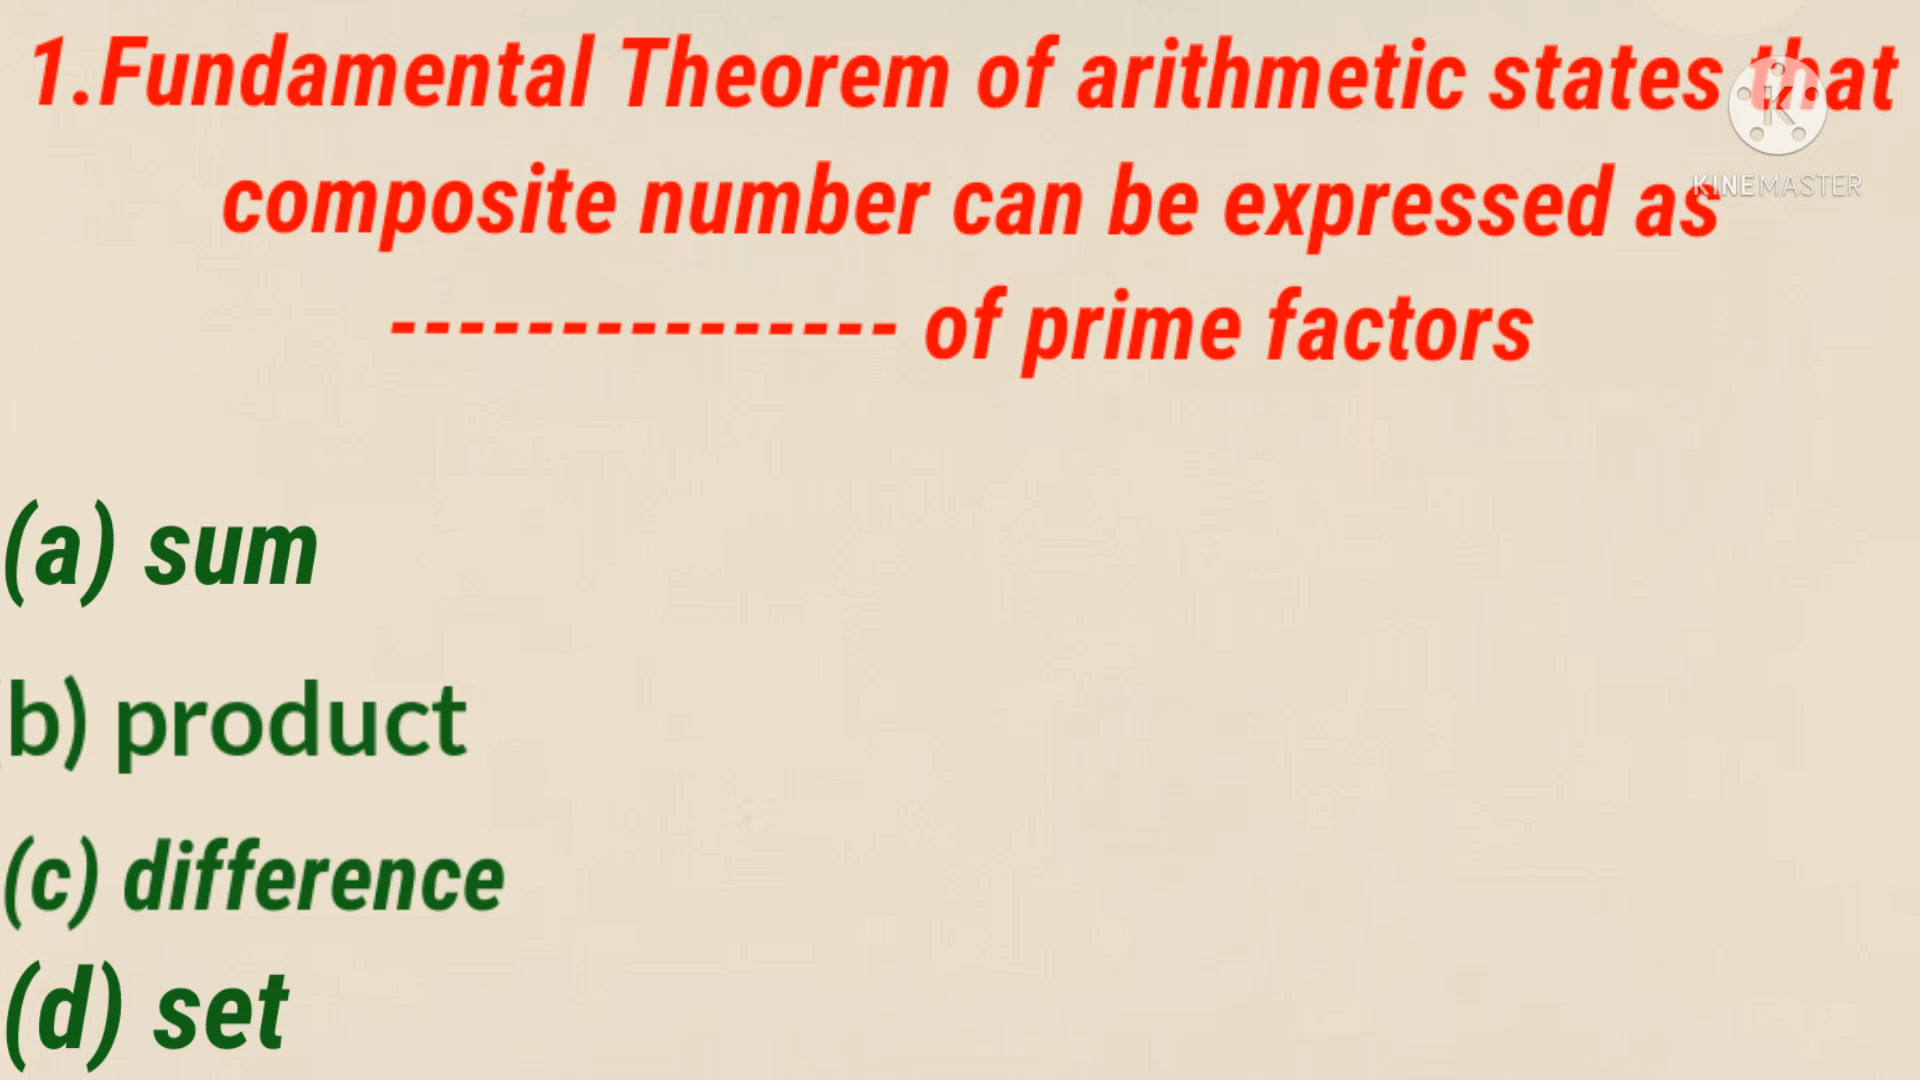 1.Fundamental Theorem of arithmetic states that
composite number can be expressed as
--------------- of prime factors
KINEMASTER
(a) sum
(b) product
(c) difference
(d) set